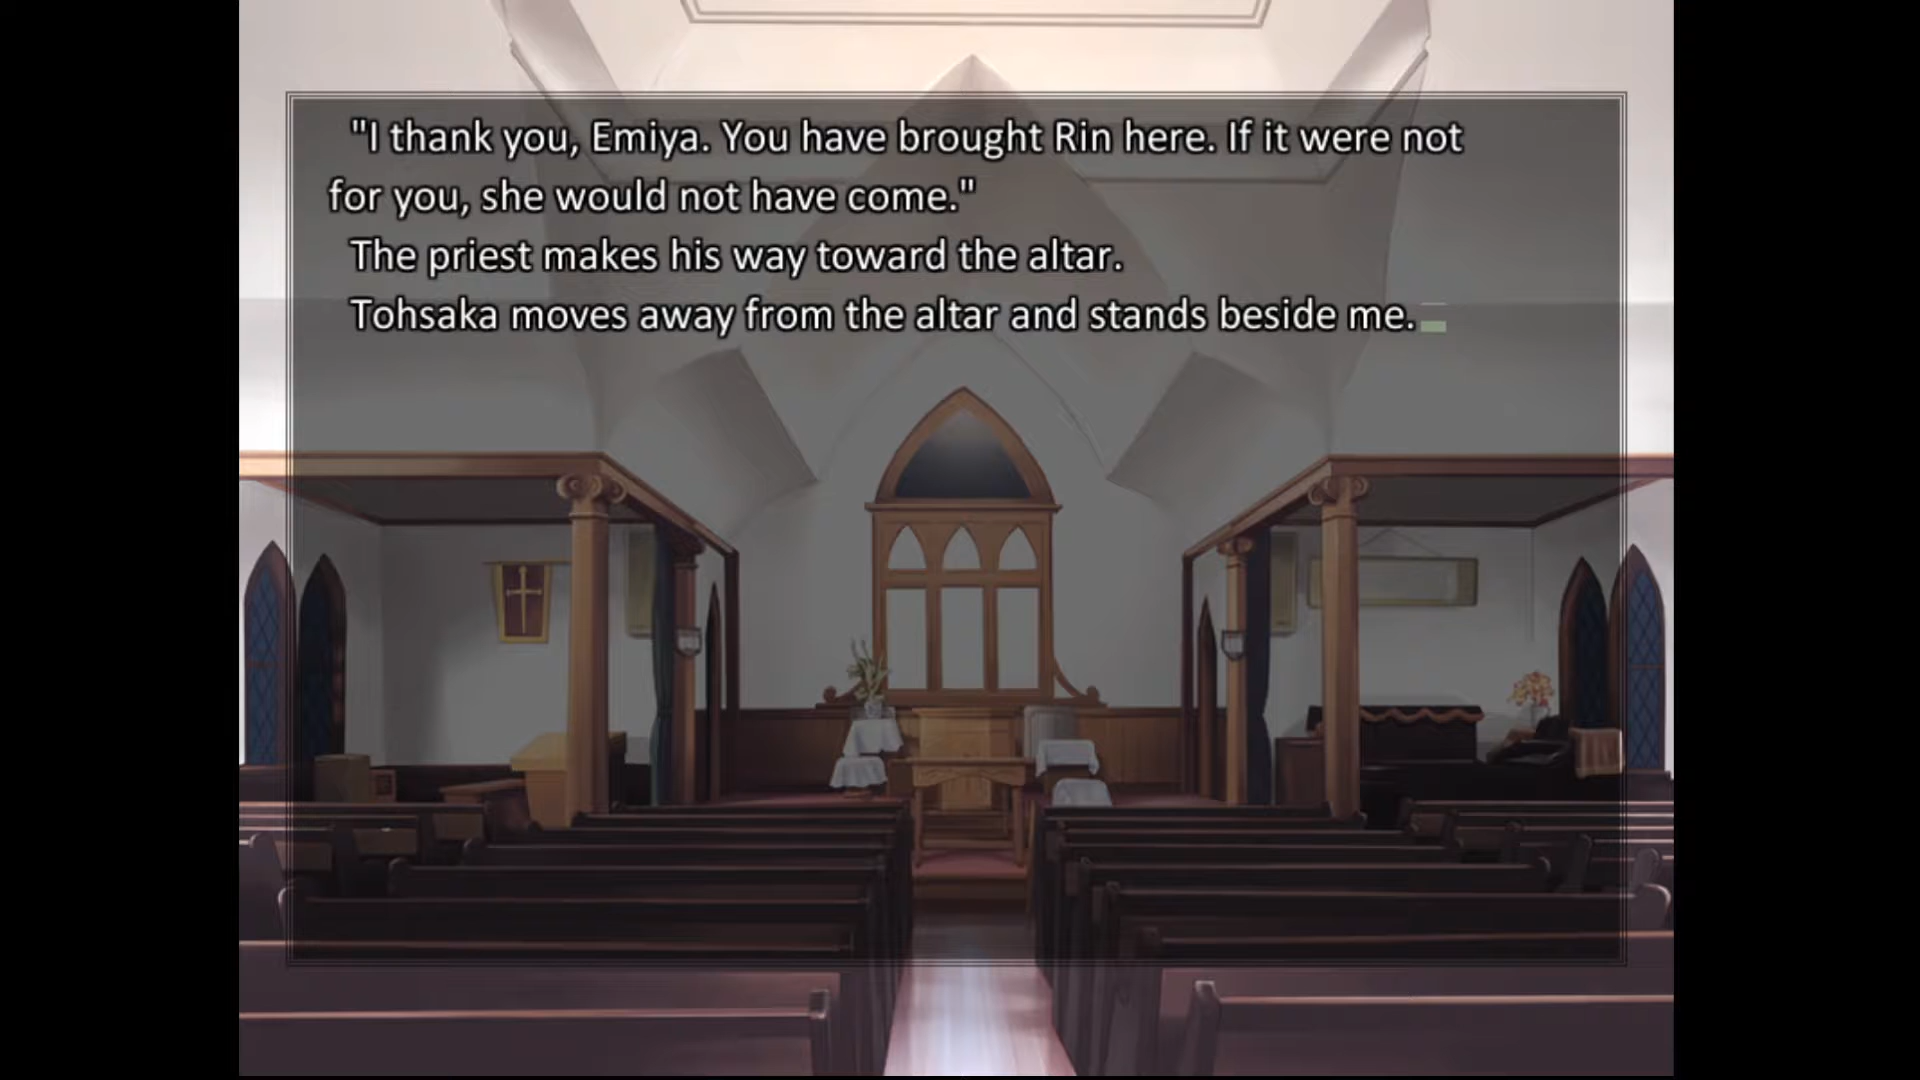 "I thank you, Emiya. You have brought Rin here. If it were not
for you, she would not have come."
The priest makes his way toward the altar.
Tohsaka moves away from the altar and stands beside me.